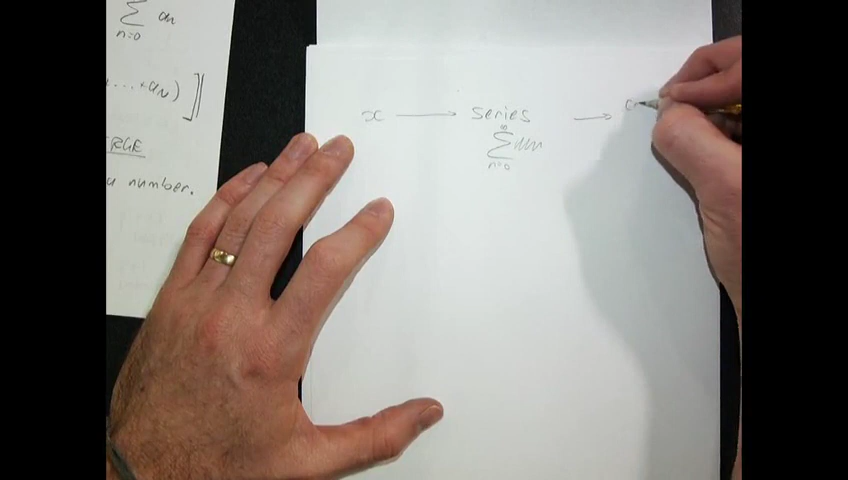 ∑ an
n=0
+...+aN)]
RGE
a number.
x → series →
∞
∑ an
n=0